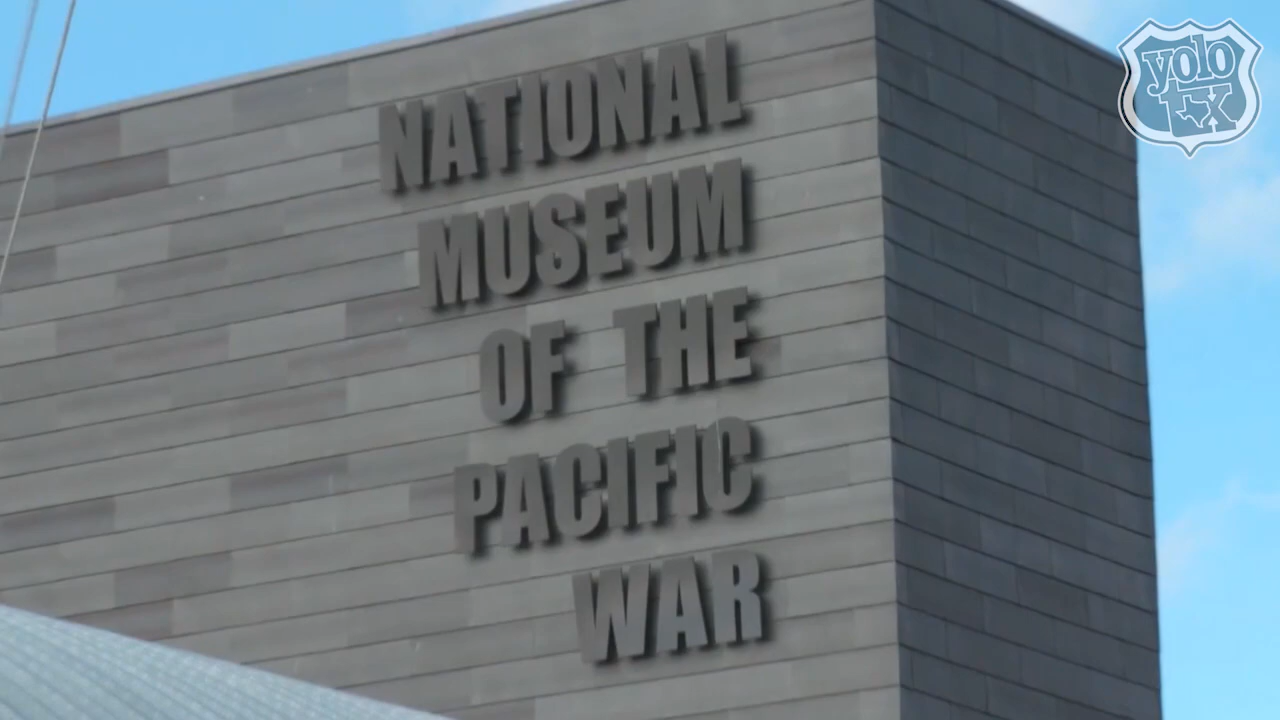 NATIONAL
MUSEUM
OF THE
PACIFIC
WAR
yolo
tx